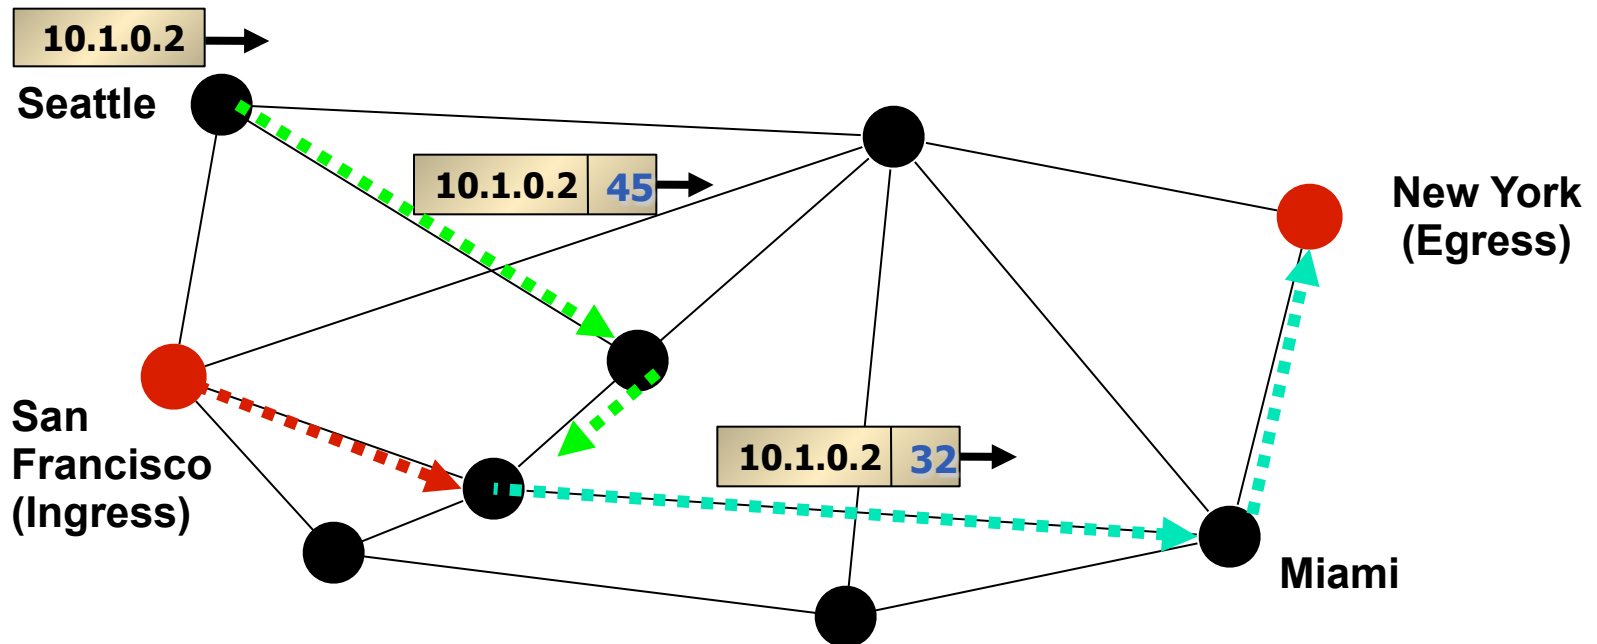 10.1.0.2
Seattle
10.1.0.2 45
New York
(Egress)
San
Francisco
(Ingress)
10.1.0.2 32
Miami